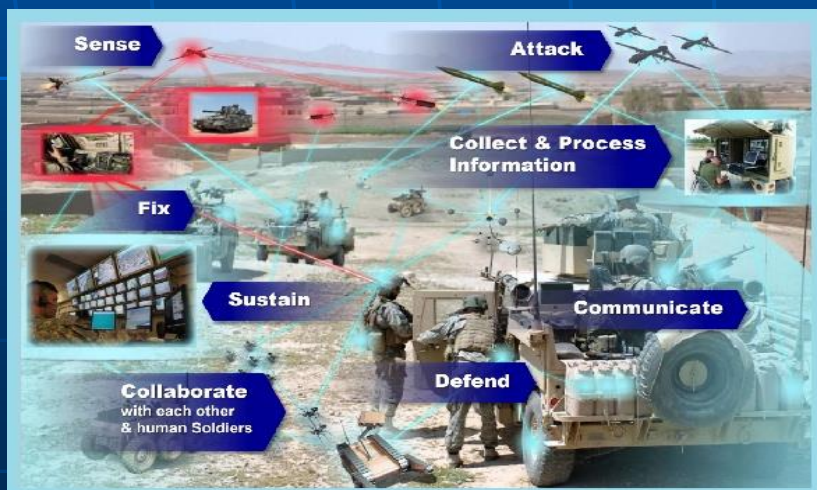 Sense
Attack
Collect & Process
Information
Fix
Sustain
Communicate
Collaborate
with each other
& human Soldiers
Defend